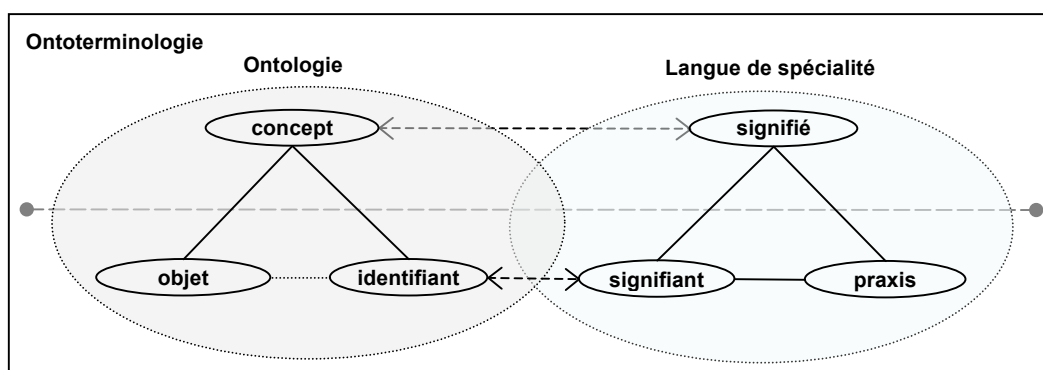 Ontoterminologie
Ontologie
Langue de spécialité
concept
signifié
objet
identifiant
signifiant
praxis